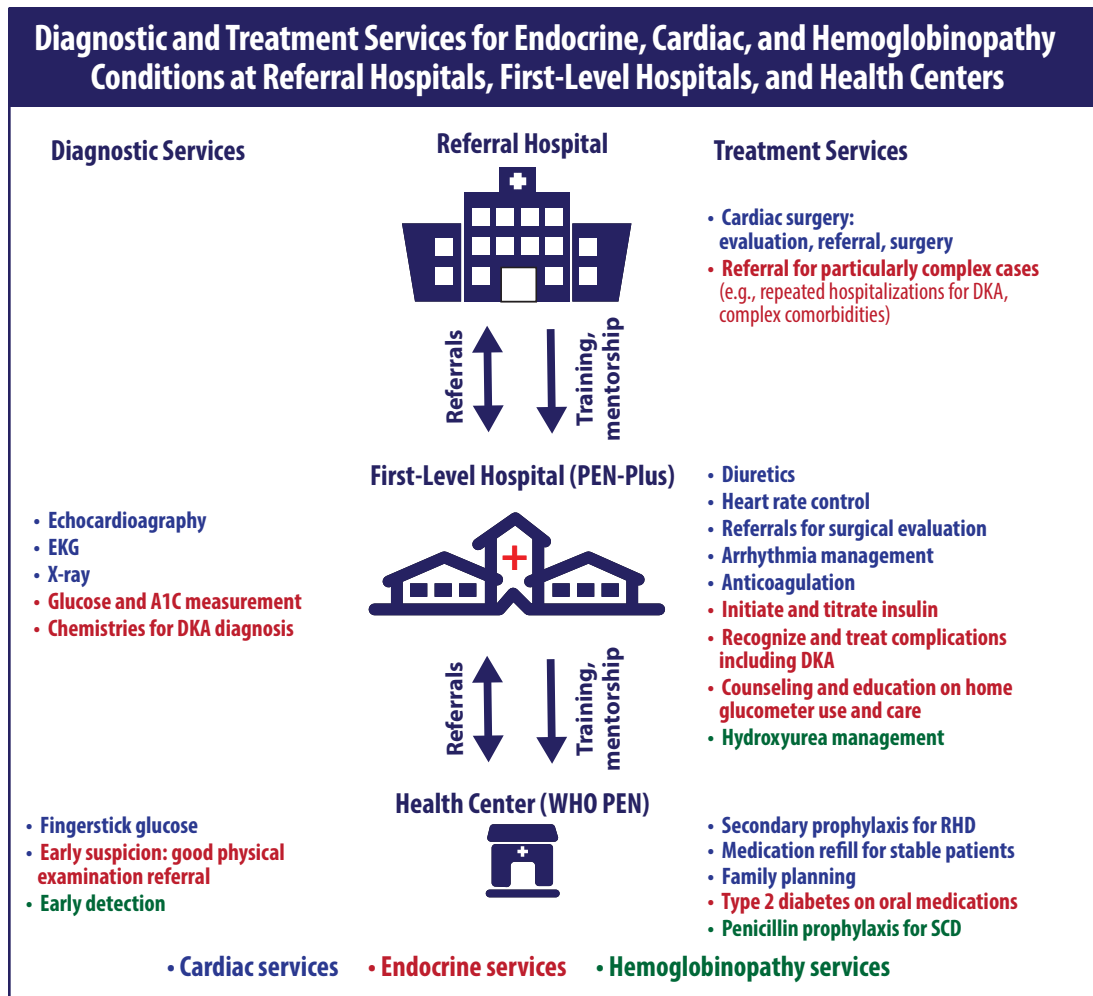 Diagnostic and Treatment Services for Endocrine, Cardiac, and Hemoglobinopathy
Conditions at Referral Hospitals, First-Level Hospitals, and Health Centers
Diagnostic Services
Referral Hospital
Treatment Services
• Cardiac surgery:
evaluation, referral, surgery
• Referral for particularly complex cases
(e.g., repeated hospitalizations for DKA,
complex comorbidities)
Referrals
Training,
mentorship
First-Level Hospital (PEN-Plus)
• Echocardioagraphy
• EKG
• X-ray
• Glucose and A1C measurement
• Chemistries for DKA diagnosis
• Diuretics
• Heart rate control
• Referrals for surgical evaluation
• Arrhythmia management
• Anticoagulation
• Initiate and titrate insulin
• Recognize and treat complications
including DKA
• Counseling and education on home
glucometer use and care
• Hydroxyurea management
Referrals
Training,
mentorship
Health Center (WHO PEN)
• Fingerstick glucose
• Early suspicion: good physical
examination referral
• Early detection
• Secondary prophylaxis for RHD
• Medication refill for stable patients
• Family planning
• Type 2 diabetes on oral medications
• Penicillin prophylaxis for SCD
• Cardiac services • Endocrine services • Hemoglobinopathy services